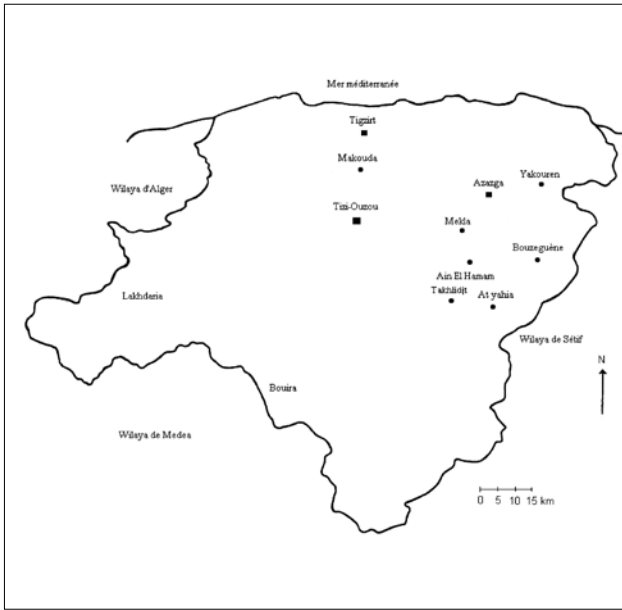 Mer méditerranée
Tigzirt
Makouda
Wilaya d'Alger
Azazga
Yakouren
Tizi-Ouzou
Mekla
Bouzeguène
Ain El Hamam
Takhlidjt
At yahia
Lakhdaria
Wilaya de Sétif
N
Bouira
Wilaya de Medea
0 5 10 15 km